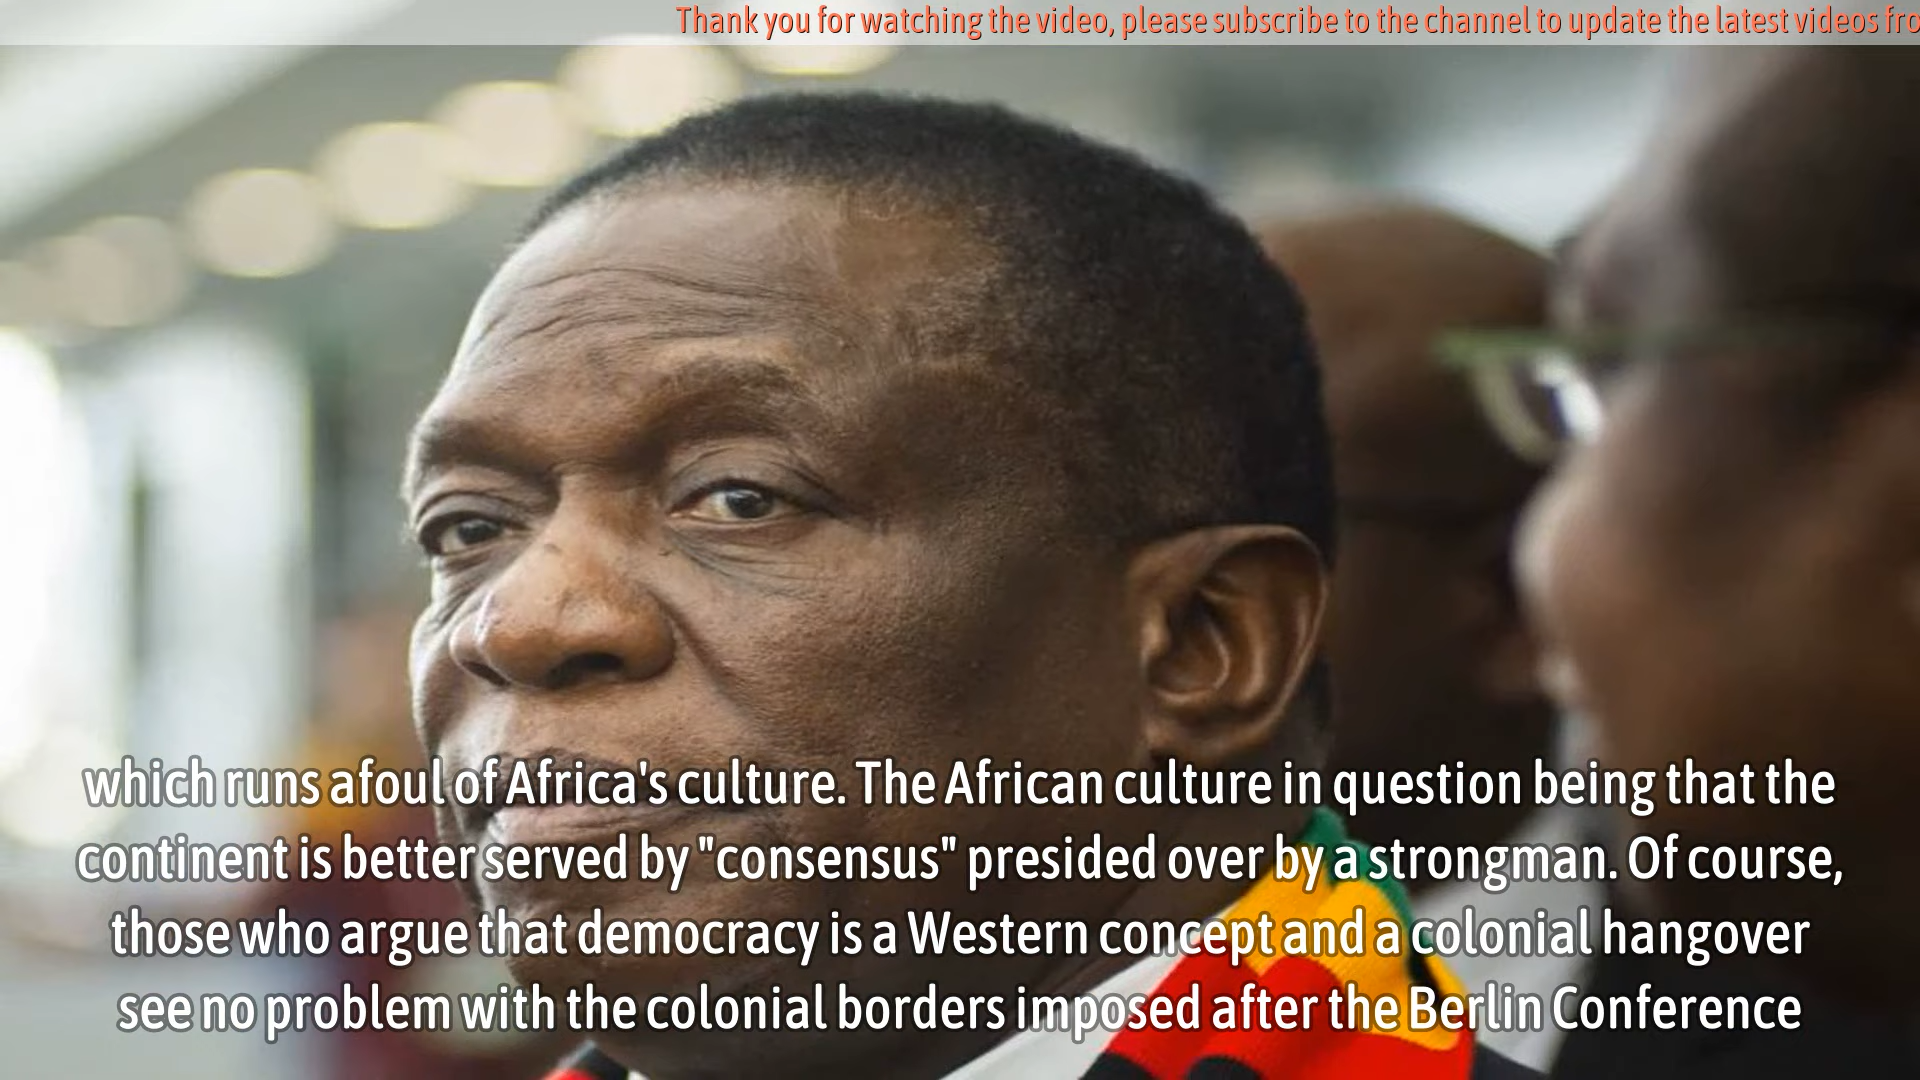 Thank you for watching the video, please subscribe to the channel to update the latest videos fro
which runs afoul of Africa's culture. The African culture in question being that the
continent is better served by "consensus" presided over by a strongman. Of course,
those who argue that democracy is a Western concept and a colonial hangover
see no problem with the colonial borders imposed after the Berlin Conference